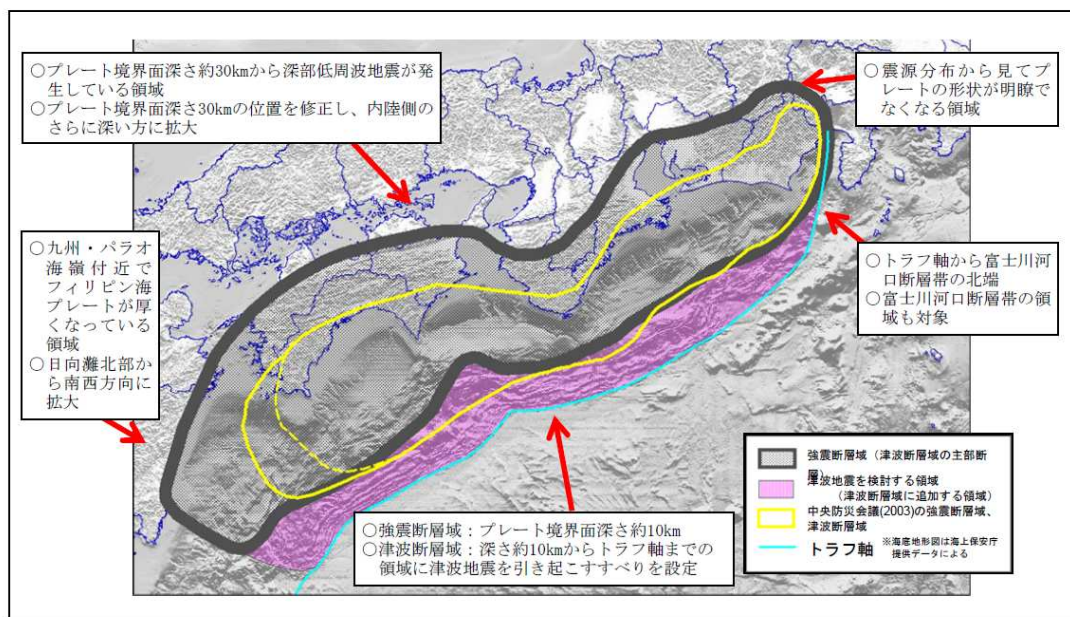 ○プレート境界面深さ約30kmから深部低周波地震が発
生している領域
○プレート境界面深さ30kmの位置を修正し、内陸側の
さらに深い方に拡大
○震源分布から見てプ
レートの形状が明瞭で
なくなる領域
○九州・パラオ
海嶺付近で
フィリピン海
プレートが厚
くなっている
領域
○日向灘北部か
ら南西方向に
拡大
○トラフ軸から富士川河
口断層帯の北端
○富士川河口断層帯の領
域も対象
○強震断層域：プレート境界面深さ約10km
○津波断層域：深さ約10kmからトラフ軸までの
領域に津波地震を引き起こすすべりを設定
強震断層域（津波断層域の主部断
層）
津波地震を検討する領域
（津波断層域に追加する領域）
中央防災会議(2003)の強震断層域、
津波断層域
トラフ軸 ※海底地形図は海上保安庁
提供データによる